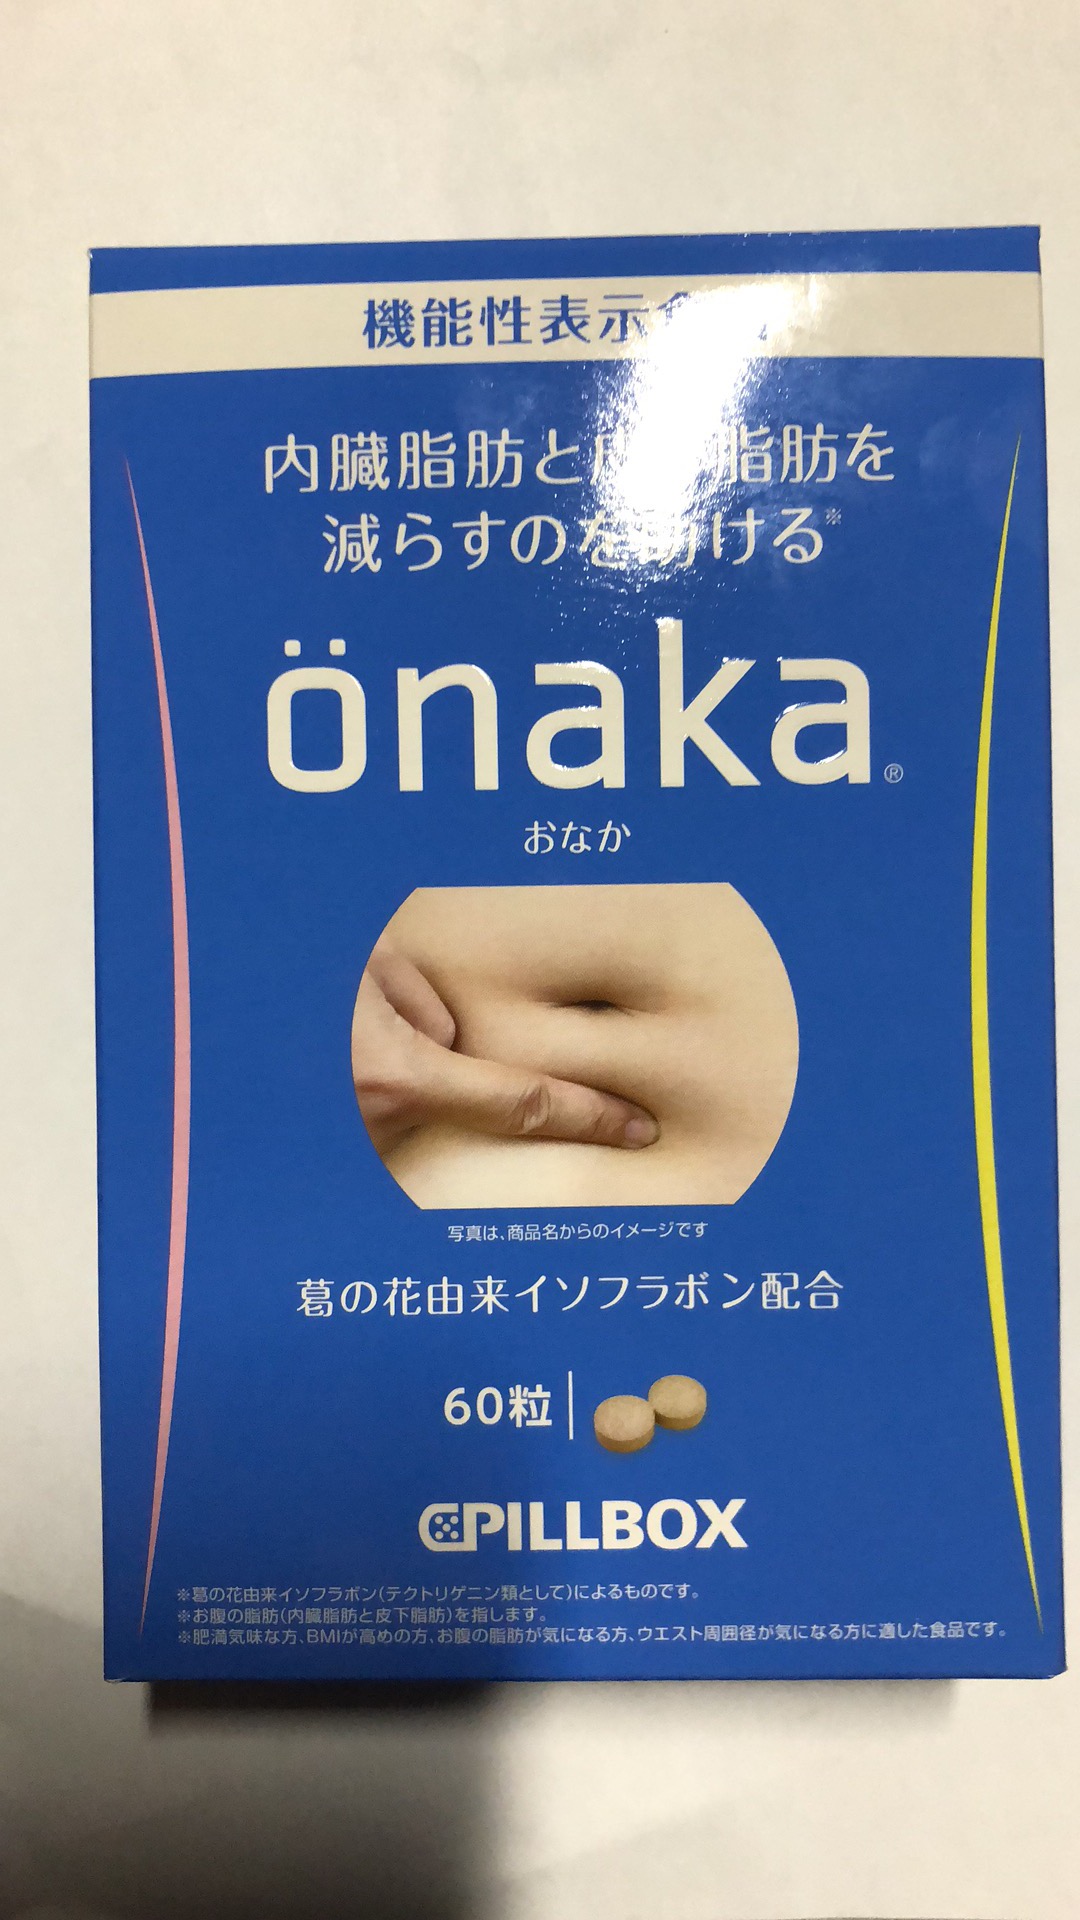 機能性表示
内臓脂肪と 脂肪を
減らすのを助ける※
önaka®
おなか
写真は、商品名からのイメージです
葛の花由来イソフラボン配合
60粒
PILLBOX
※葛の花由来イソフラボン(テクトリゲニン類として)によるものです。
※お腹の脂肪(内臓脂肪と皮下脂肪)を指します。
※肥満気味な方、BMIが高めの方、お腹の脂肪が気になる方、ウエスト周囲径が気になる方に適した食品です。